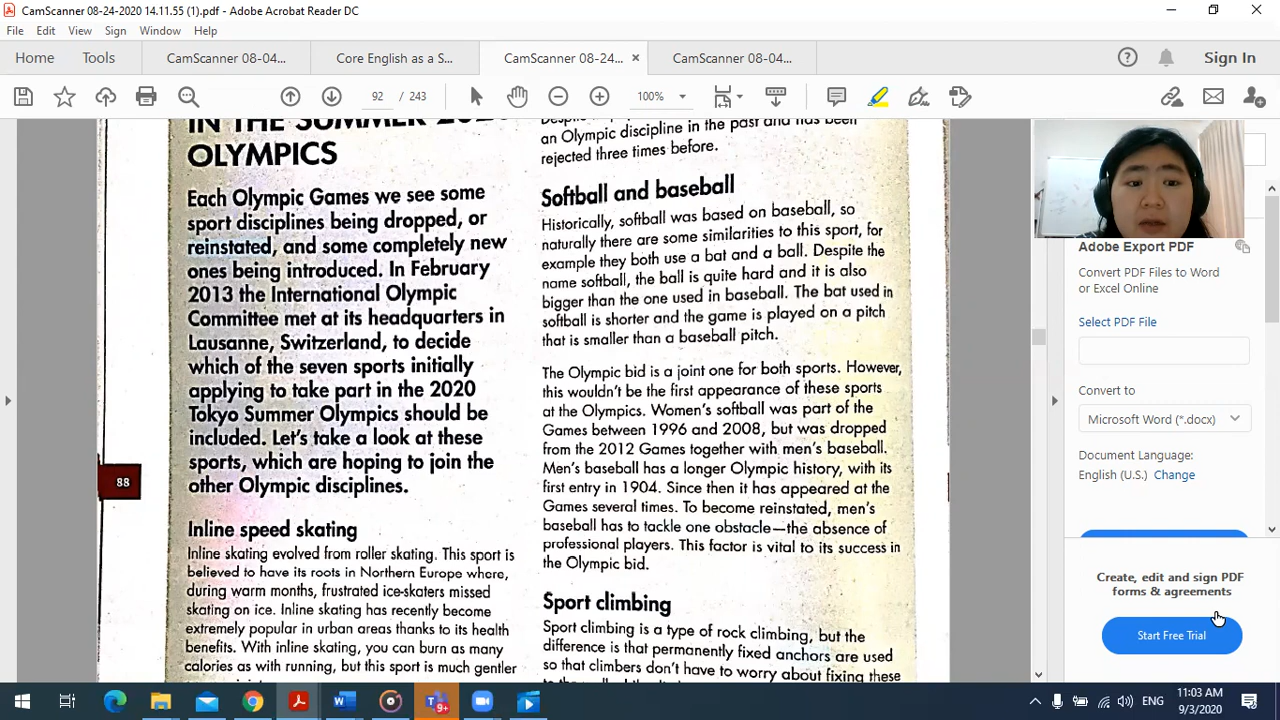 CamScanner 08-24-2020 14.11.55 (1).pdf - Adobe Acrobat Reader DC
File Edit View Sign Window Help
Home Tools CamScanner 08-04... Core English as a S... CamScanner 08-24... CamScanner 08-04... Sign In
92 / 243 100%
IN THE SUMMER
OLYMPICS
Each Olympic Games we see some
sport disciplines being dropped, or
reinstated, and some completely new
ones being introduced. In February
2013 the International Olympic
Committee met at its headquarters in
Lausanne, Switzerland, to decide
which of the seven sports initially
applying to take part in the 2020
Tokyo Summer Olympics should be
included. Let's take a look at these
sports, which are hoping to join the
other Olympic disciplines.
88
Inline speed skating
Inline skating evolved from roller skating. This sport is
believed to have its roots in Northern Europe where,
during warm months, frustrated ice-skaters missed
skating on ice. Inline skating has recently become
extremely popular in urban areas thanks to its health
benefits. With inline skating, you can burn as many
calories as with running, but this sport is much gentler
an Olympic discipline in the past and has been
rejected three times before.
Softball and baseball
Historically, softball was based on baseball, so
naturally there are some similarities to this sport, for
example they both use a bat and a ball. Despite the
name softball, the ball is quite hard and it is also
bigger than the one used in baseball. The bat used in
softball is shorter and the game is played on a pitch
that is smaller than a baseball pitch.
The Olympic bid is a joint one for both sports. However,
this wouldn't be the first appearance of these sports
at the Olympics. Women's softball was part of the
Games between 1996 and 2008, but was dropped
from the 2012 Games together with men's baseball.
Men's baseball has a longer Olympic history, with its
first entry in 1904. Since then it has appeared at the
Games several times. To become reinstated, men's
baseball has to tackle one obstacle—the absence of
professional players. This factor is vital to its success in
the Olympic bid.
Sport climbing
Sport climbing is a type of rock climbing, but the
difference is that permanently fixed anchors are used
so that climbers don't have to worry about fixing these
Adobe Export PDF
Convert PDF Files to Word
or Excel Online
Select PDF File
Convert to
Microsoft Word (*.docx)
Document Language:
English (U.S.) Change
Create, edit and sign PDF
forms & agreements
Start Free Trial
9+
ENG
11:03 AM
9/3/2020